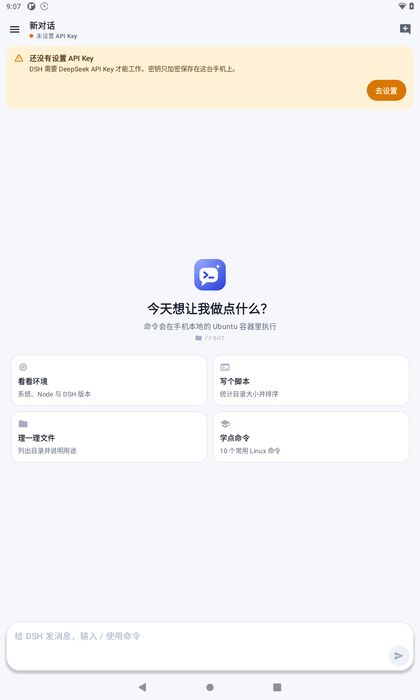 9:07
新对话
未设置 API Key
还没有设置 API Key
DSH 需要 DeepSeek API Key 才能工作。密钥只加密保存在这台手机上。
去设置
今天想让我做点什么？
命令会在手机本地的 Ubuntu 容器里执行
/root
看看环境
系统、Node 与 DSH 版本
写个脚本
统计目录大小并排序
理一理文件
列出目录并说明用途
学点命令
10 个常用 Linux 命令
给 DSH 发消息，输入 / 使用命令